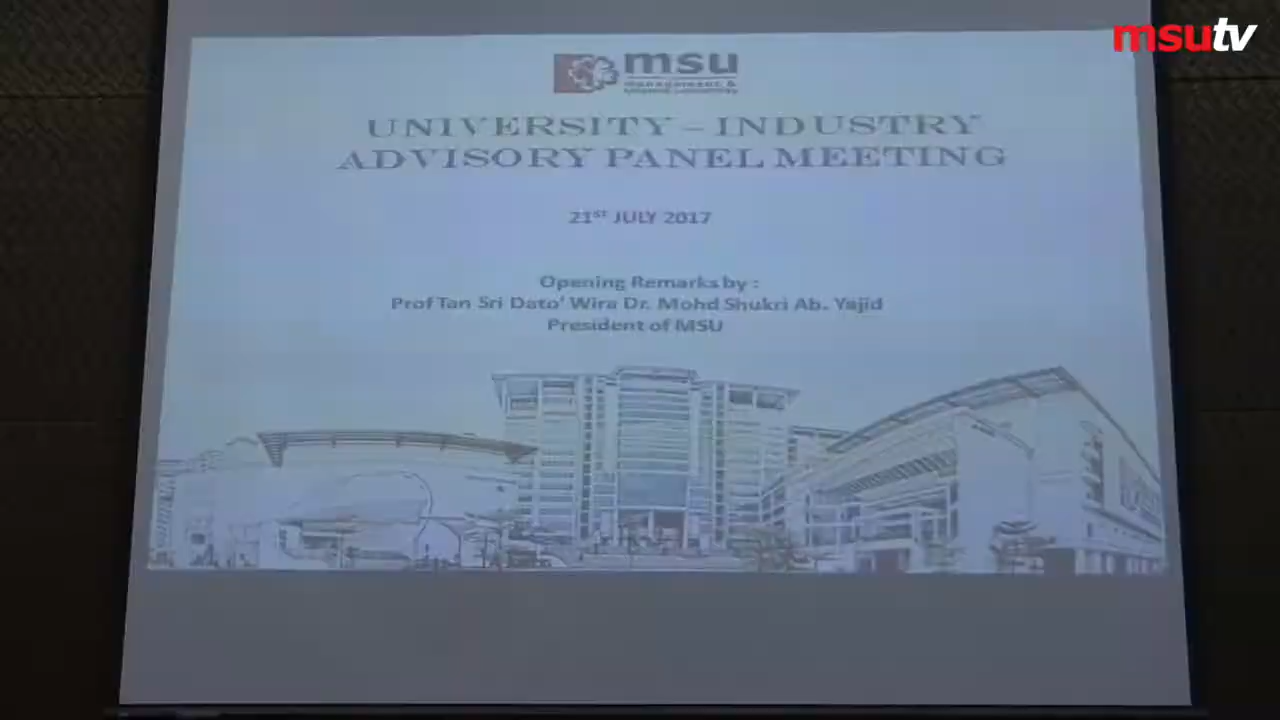 msutv
msu
management &
UNIVERSITY – INDUSTRY
ADVISORY PANEL MEETING
21ST JULY 2017
Opening Remarks by :
Prof Tan Sri Dato' Wira Dr. Mohd Shukri Ab. Yajid
President of MSU